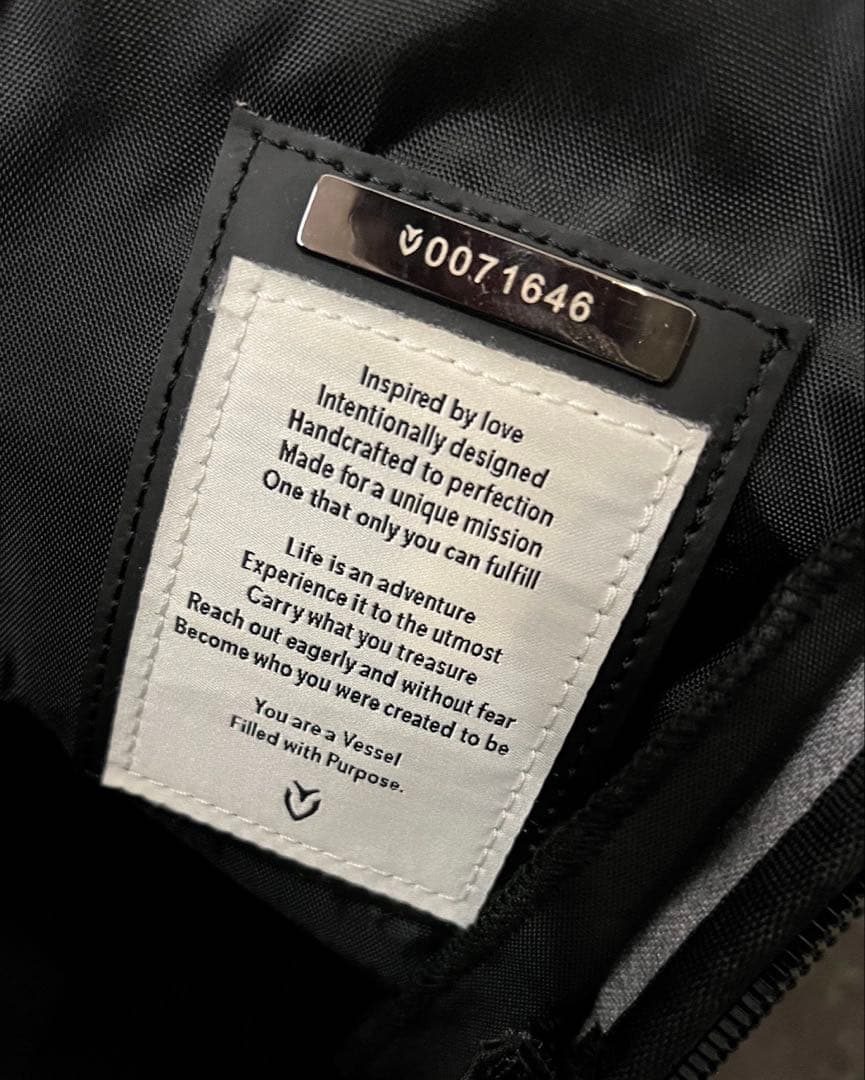 0071646
Inspired by love
Intentionally designed
Handcrafted to perfection
Made for a unique mission
One that only you can fulfill
Life is an adventure
Experience it to the utmost
Carry what you treasure
Reach out eagerly and without fear
Become who you were created to be
You are a Vessel
Filled with Purpose.